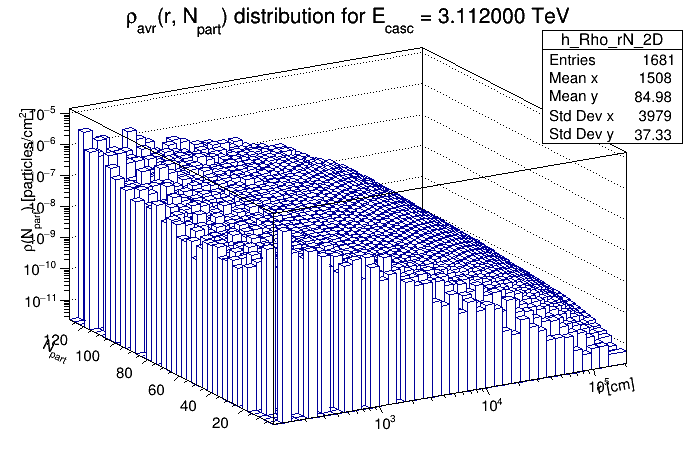 ρavr(r, Npart) distribution for Ecasc = 3.112000 TeV
h_Rho_rN_2D
Entries 1681
Mean x 1508
Mean y 84.98
Std Dev x 3979
Std Dev y 37.33
ρ(Npart) [particles/cm²]
10⁻⁵
10⁻⁶
10⁻⁷
10⁻⁸
10⁻⁹
10⁻¹⁰
10⁻¹¹
120
100
80
60
40
20
Npart
10³
10⁴
10⁵
[cm]